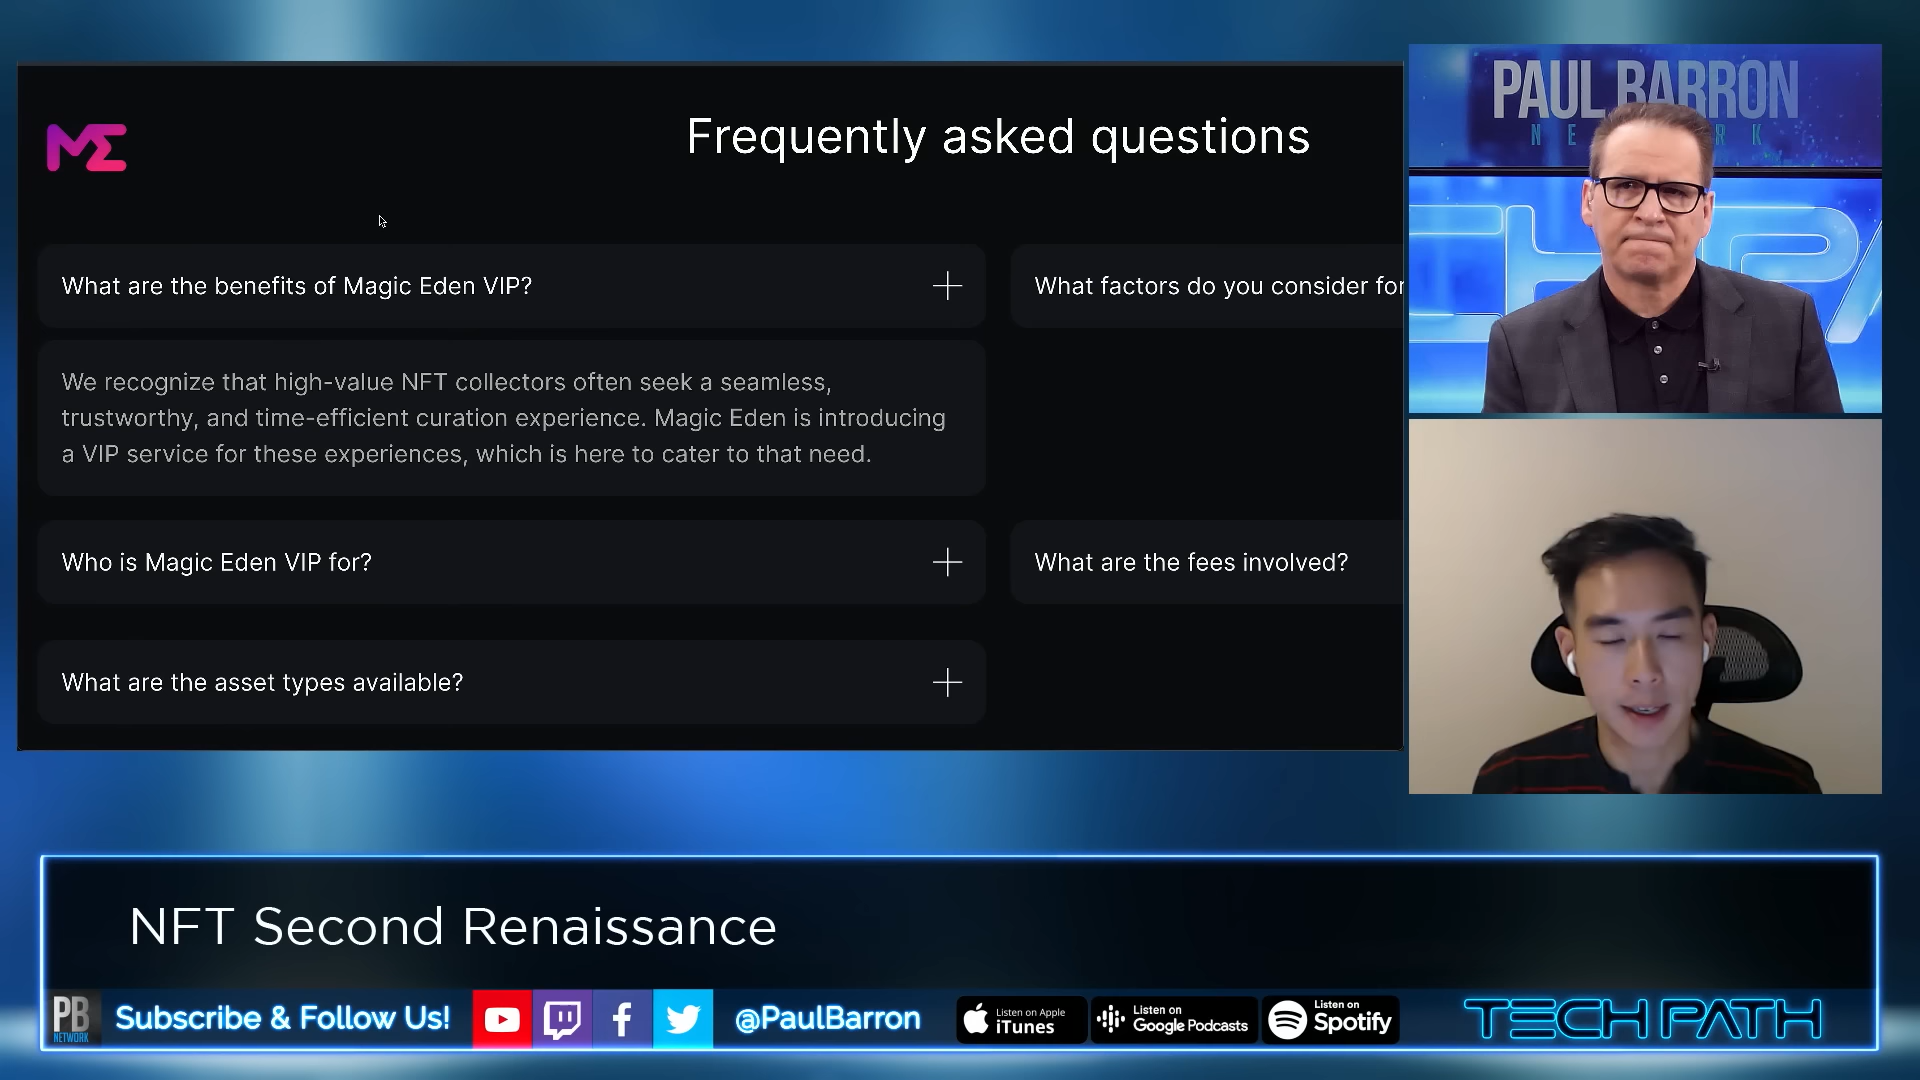 PAUL BARRON
ME
Frequently asked questions
What are the benefits of Magic Eden VIP?
What factors do you consider for
We recognize that high-value NFT collectors often seek a seamless,
trustworthy, and time-efficient curation experience. Magic Eden is introducing
a VIP service for these experiences, which is here to cater to that need.
Who is Magic Eden VIP for?
What are the fees involved?
What are the asset types available?
NFT Second Renaissance
PB
NETWORK
Subscribe & Follow Us!
@PaulBarron
Listen on Apple
iTunes
Listen on
Google Podcasts
Listen on
Spotify
TECH PATH